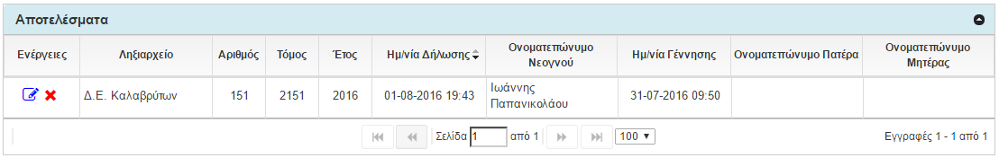 Αποτελέσματα
Ενέργειες Ληξιαρχείο Αριθμός Τόμος Έτος Ημ/νία Δήλωσης Ονοματεπώνυμο Νεογνού Ημ/νία Γέννησης Ονοματεπώνυμο Πατέρα Ονοματεπώνυμο Μητέρας
Δ.Ε. Καλαβρύτων 151 2151 2016 01-08-2016 19:43 Ιωάννης Παπανικολάου 31-07-2016 09:50
Σελίδα 1 από 1 100 Εγγραφές 1 - 1 από 1